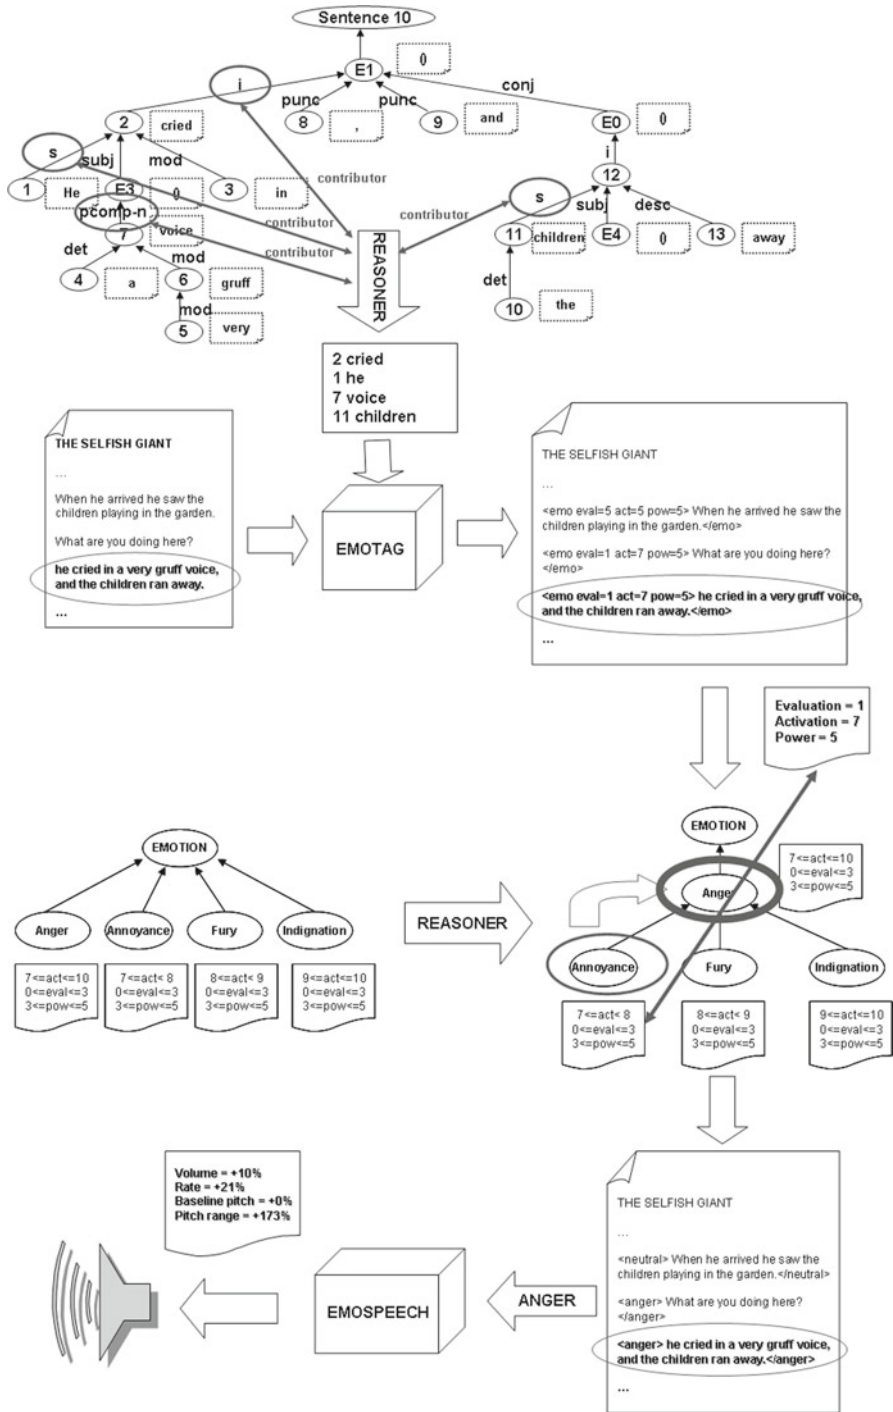 Sentence 10
E1
()
i
conj
punc
punc
2
cried
8
,
9
and
E0
()
s
subj
mod
i
12
1
He
E3
()
3
in
contributor
s
subj
desc
pcomp-n
contributor
contributor
contributor
7
voice
11
children
E4
()
13
away
REASONER
det
mod
4
a
6
gruff
det
mod
5
very
10
the
2 cried
1 he
7 voice
11 children
THE SELFISH GIANT
...
When he arrived he saw the
children playing in the garden.
What are you doing here?
he cried in a very gruff voice,
and the children ran away.
...
EMOTAG
THE SELFISH GIANT
...
<emo eval=5 act=5 pow=5> When he arrived he saw the
children playing in the garden.</emo>
<emo eval=1 act=7 pow=5> What are you doing here?
</emo>
<emo eval=1 act=7 pow=5> he cried in a very gruff voice,
and the children ran away.</emo>
...
Evaluation = 1
Activation = 7
Power = 5
EMOTION
Anger
Annoyance
Fury
Indignation
7<=act<=10
0<=eval<=3
3<=pow<=5
7<=act< 8
0<=eval<=3
3<=pow<=5
8<=act< 9
0<=eval<=3
3<=pow<=5
9<=act<=10
0<=eval<=3
3<=pow<=5
REASONER
EMOTION
Anger
7<=act<=10
0<=eval<=3
3<=pow<=5
Annoyance
Fury
Indignation
7<=act< 8
0<=eval<=3
3<=pow<=5
8<=act< 9
0<=eval<=3
3<=pow<=5
9<=act<=10
0<=eval<=3
3<=pow<=5
Volume = +10%
Rate = +21%
Baseline pitch = +0%
Pitch range = +173%
EMOSPEECH
ANGER
THE SELFISH GIANT
...
<neutral> When he arrived he saw the
children playing in the garden.</neutral>
<anger> What are you doing here?
</anger>
<anger> he cried in a very gruff voice,
and the children ran away.</anger>
...